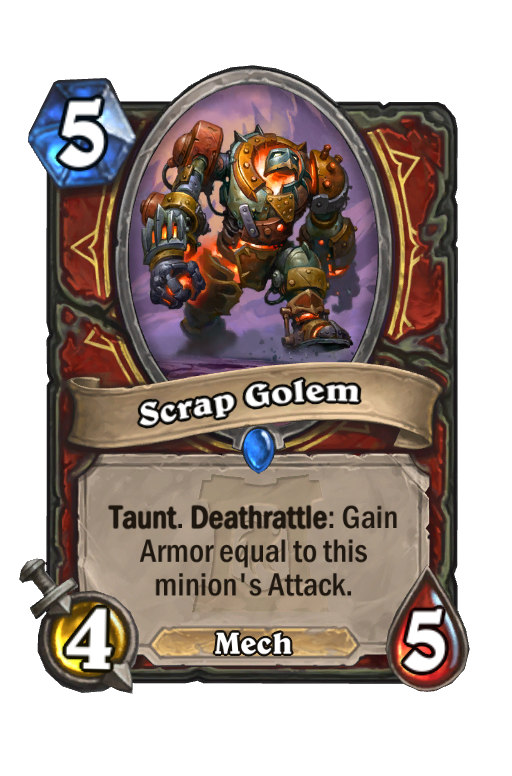 5
Scrap Golem
Taunt. Deathrattle: Gain
Armor equal to this
minion's Attack.
4
Mech
5